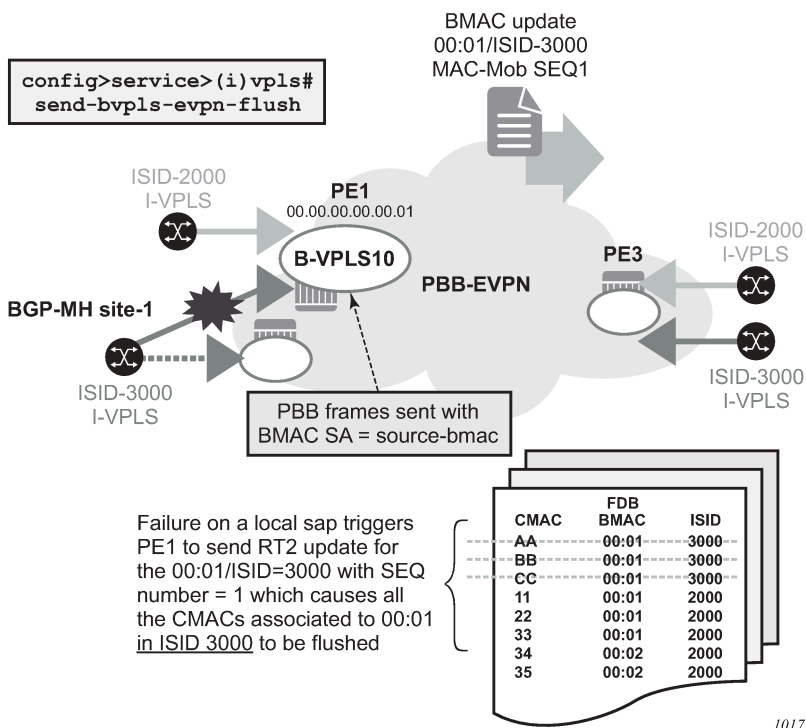 BMAC update
00:01/ISID-3000
MAC-Mob SEQ1
config>service>(i)vpls#
send-bvpls-evpn-flush
ISID-2000
I-VPLS
PE1
00.00.00.00.00.01
B-VPLS10
PBB-EVPN
PE3
ISID-2000
I-VPLS
BGP-MH site-1
ISID-3000
I-VPLS
ISID-3000
I-VPLS
PBB frames sent with
BMAC SA = source-bmac
Failure on a local sap triggers
PE1 to send RT2 update for
the 00:01/ISID=3000 with SEQ
number = 1 which causes all
the CMACs associated to 00:01
in ISID 3000 to be flushed
FDB
CMAC BMAC ISID
AA 00:01 3000
BB 00:01 3000
CC 00:01 3000
11 00:01 2000
22 00:01 2000
33 00:01 2000
34 00:02 2000
35 00:02 2000
1017